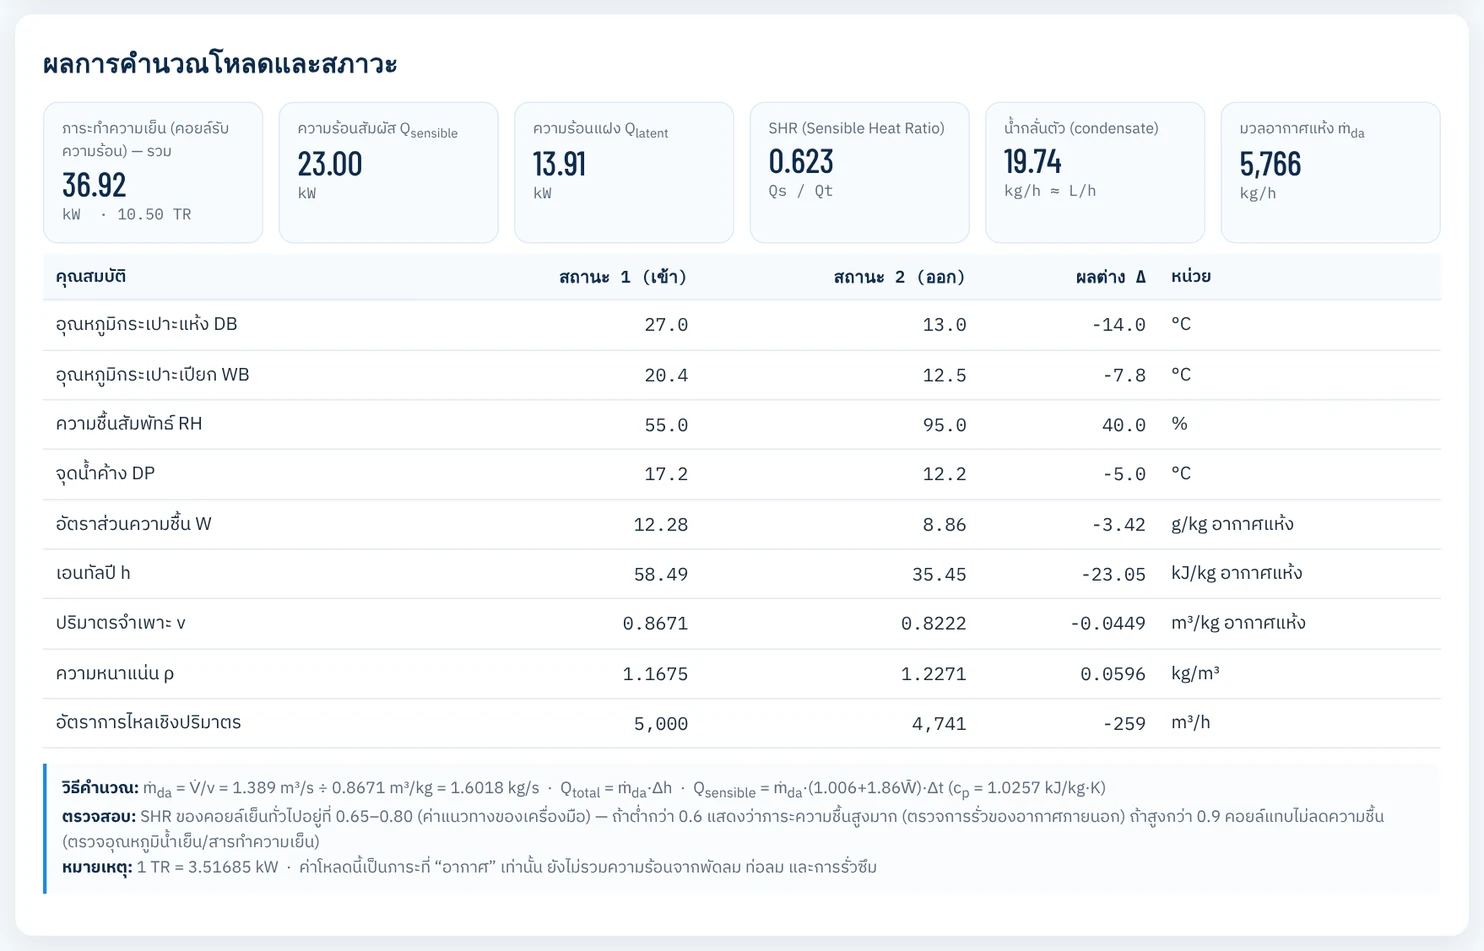 ผลการคำนวณโหลดและสภาวะ
ภาระทำความเย็น (คอยล์รับ
ความร้อน) — รวม
36.92
kW · 10.50 TR
ความร้อนสัมผัส Qsensible
23.00
kW
ความร้อนแฝง Qlatent
13.91
kW
SHR (Sensible Heat Ratio)
0.623
Qs / Qt
น้ำกลั่นตัว (condensate)
19.74
kg/h ≈ L/h
มวลอากาศแห้ง ṁda
5,766
kg/h
คุณสมบัติ สถานะ 1 (เข้า) สถานะ 2 (ออก) ผลต่าง Δ หน่วย
อุณหภูมิกระเปาะแห้ง DB 27.0 13.0 -14.0 °C
อุณหภูมิกระเปาะเปียก WB 20.4 12.5 -7.8 °C
ความชื้นสัมพัทธ์ RH 55.0 95.0 40.0 %
จุดน้ำค้าง DP 17.2 12.2 -5.0 °C
อัตราส่วนความชื้น W 12.28 8.86 -3.42 g/kg อากาศแห้ง
เอนทัลปี h 58.49 35.45 -23.05 kJ/kg อากาศแห้ง
ปริมาตรจำเพาะ v 0.8671 0.8222 -0.0449 m³/kg อากาศแห้ง
ความหนาแน่น ρ 1.1675 1.2271 0.0596 kg/m³
อัตราการไหลเชิงปริมาตร 5,000 4,741 -259 m³/h
วิธีคำนวณ: ṁda = V̇/v = 1.389 m³/s ÷ 0.8671 m³/kg = 1.6018 kg/s · Qtotal = ṁda·Δh · Qsensible = ṁda·(1.006+1.86W̄)·Δt (cp = 1.0257 kJ/kg·K)
ตรวจสอบ: SHR ของคอยล์เย็นทั่วไปอยู่ที่ 0.65–0.80 (ค่าแนวทางของเครื่องมือ) — ถ้าต่ำกว่า 0.6 แสดงว่าภาระความชื้นสูงมาก (ตรวจการรั่วของอากาศภายนอก) ถ้าสูงกว่า 0.9 คอยล์แทบไม่ลดความชื้น
(ตรวจอุณหภูมิน้ำเย็น/สารทำความเย็น)
หมายเหตุ: 1 TR = 3.51685 kW · ค่าโหลดนี้เป็นภาระที่ “อากาศ” เท่านั้น ยังไม่รวมความร้อนจากพัดลม ท่อลม และการรั่วซึม